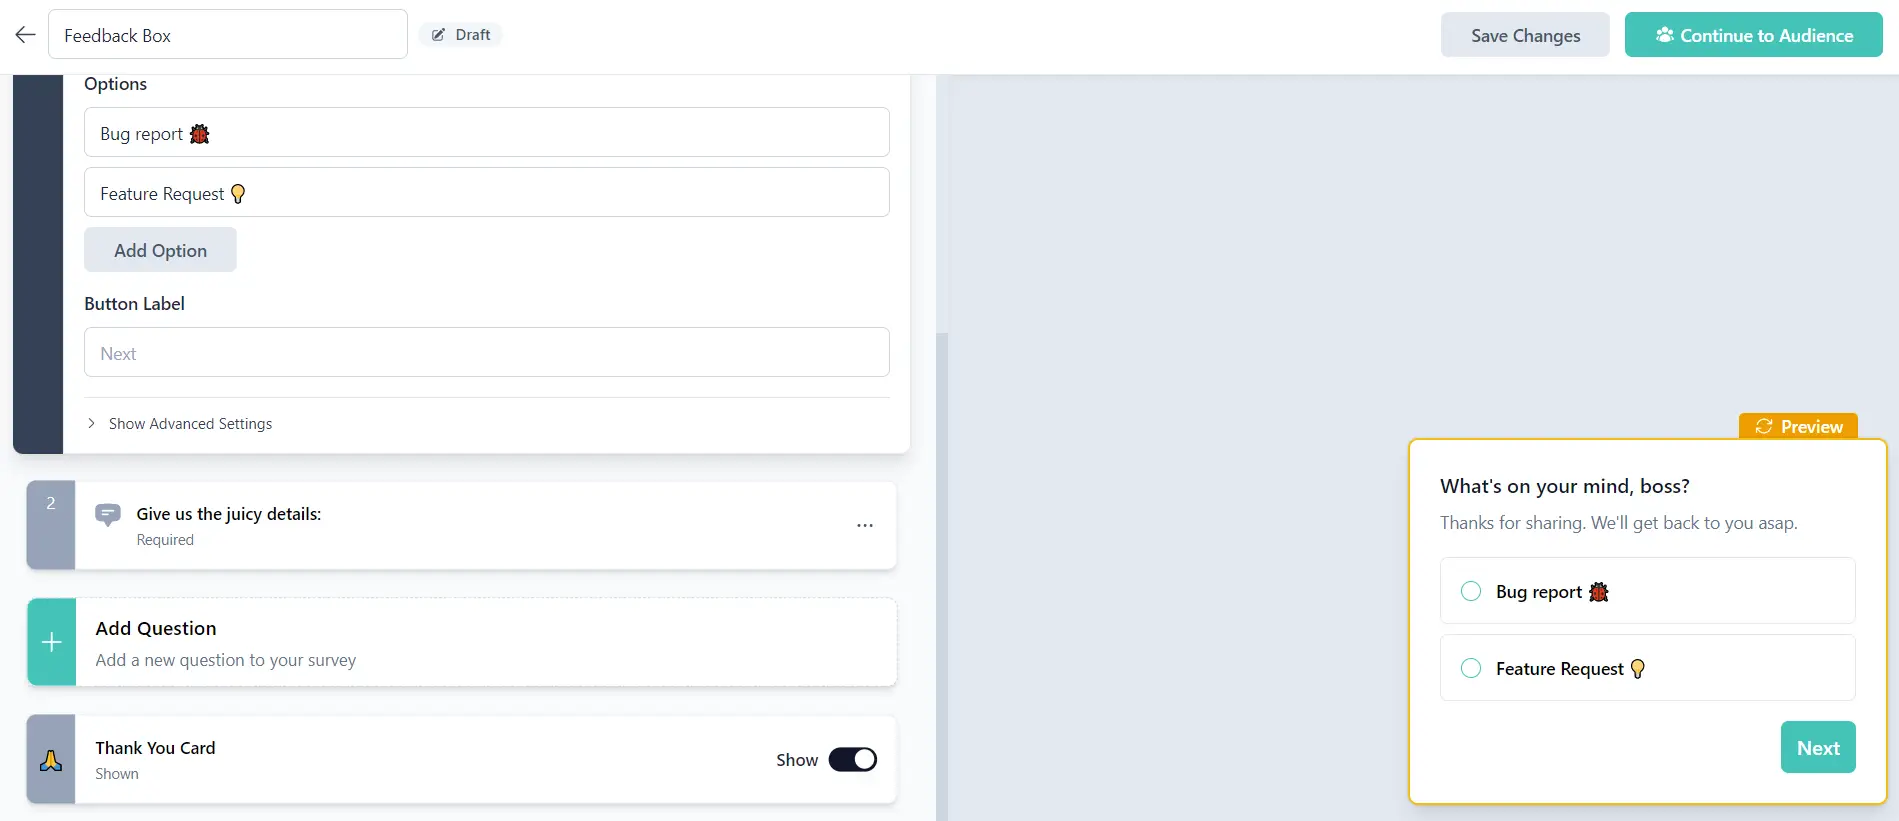 Feedback Box
Draft
Save Changes
Continue to Audience
Options
Bug report 🐞
Feature Request 💡
Add Option
Button Label
Next
Show Advanced Settings
2
Give us the juicy details:
Required
...
Add Question
Add a new question to your survey
Thank You Card
Shown
Show
Preview
What's on your mind, boss?
Thanks for sharing. We'll get back to you asap.
Bug report 🐞
Feature Request 💡
Next